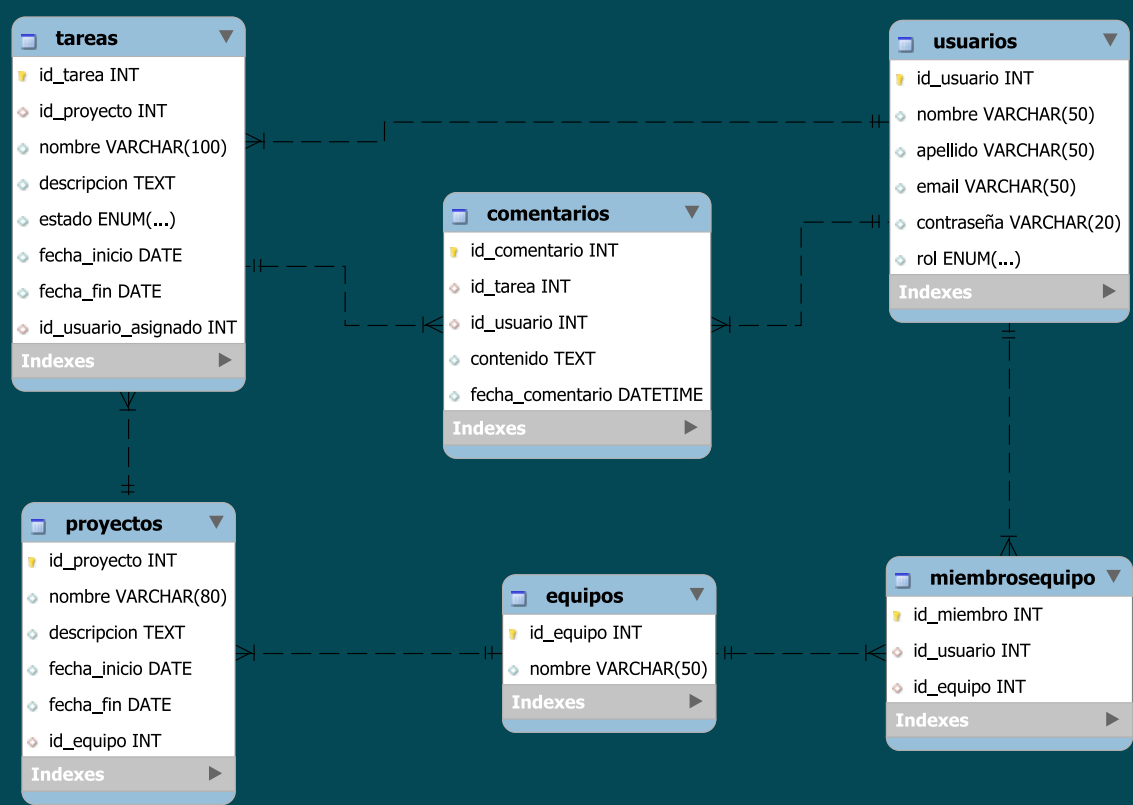 tareas
id_tarea INT
id_proyecto INT
nombre VARCHAR(100)
descripcion TEXT
estado ENUM(...)
fecha_inicio DATE
fecha_fin DATE
id_usuario_asignado INT
Indexes
usuarios
id_usuario INT
nombre VARCHAR(50)
apellido VARCHAR(50)
email VARCHAR(50)
contraseña VARCHAR(20)
rol ENUM(...)
Indexes
comentarios
id_comentario INT
id_tarea INT
id_usuario INT
contenido TEXT
fecha_comentario DATETIME
Indexes
proyectos
id_proyecto INT
nombre VARCHAR(80)
descripcion TEXT
fecha_inicio DATE
fecha_fin DATE
id_equipo INT
Indexes
equipos
id_equipo INT
nombre VARCHAR(50)
Indexes
miembrosequipo
id_miembro INT
id_usuario INT
id_equipo INT
Indexes